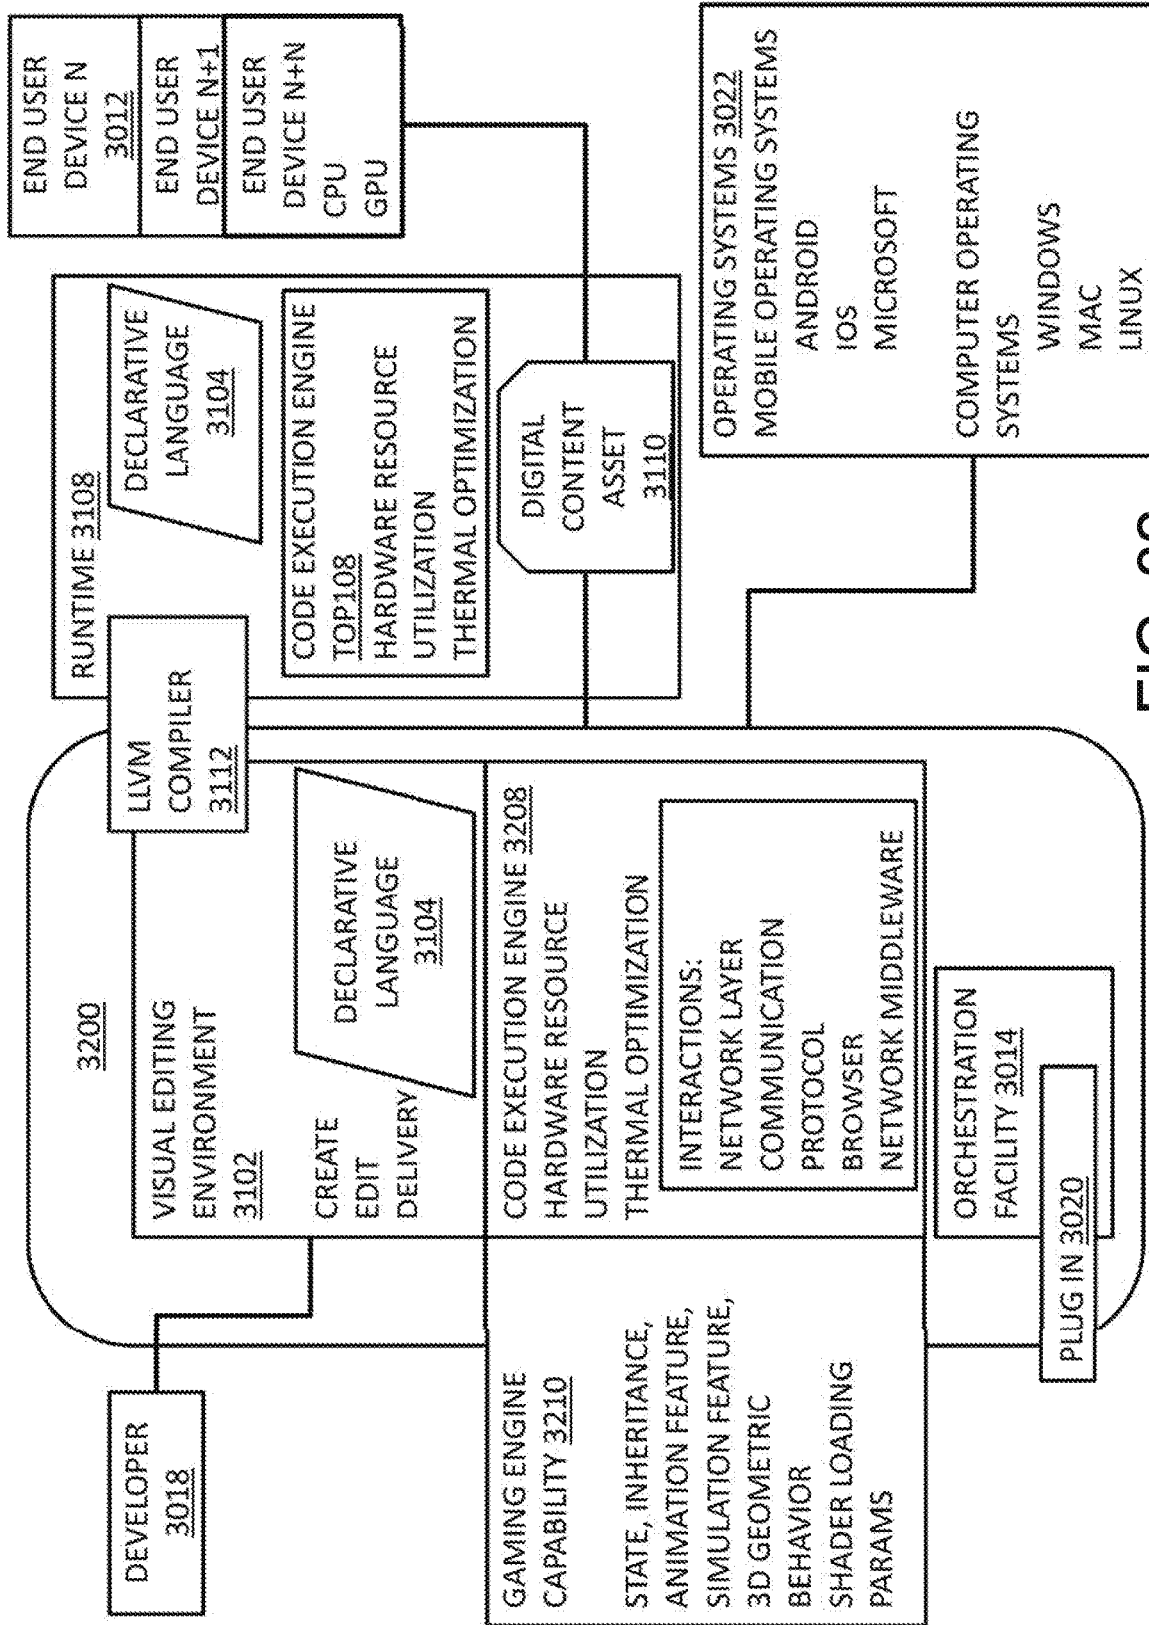 DEVELOPER
3018
3200
VISUAL EDITING
ENVIRONMENT
3102
CREATE
EDIT
DELIVERY
DECLARATIVE
LANGUAGE
3104
LLVM
COMPILER
3112
RUNTIME 3108
DECLARATIVE
LANGUAGE
3104
CODE EXECUTION ENGINE
TOP108
HARDWARE RESOURCE
UTILIZATION
THERMAL OPTIMIZATION
DIGITAL
CONTENT
ASSET
3110
END USER
DEVICE N
3012
END USER
DEVICE N+1
END USER
DEVICE N+N
CPU
GPU
GAMING ENGINE
CAPABILITY 3210
STATE, INHERITANCE,
ANIMATION FEATURE,
SIMULATION FEATURE,
3D GEOMETRIC
BEHAVIOR
SHADER LOADING
PARAMS
CODE EXECUTION ENGINE 3208
HARDWARE RESOURCE
UTILIZATION
THERMAL OPTIMIZATION
INTERACTIONS:
NETWORK LAYER
COMMUNICATION
PROTOCOL
BROWSER
NETWORK MIDDLEWARE
ORCHESTRATION
FACILITY 3014
PLUG IN 3020
OPERATING SYSTEMS 3022
MOBILE OPERATING SYSTEMS
ANDROID
IOS
MICROSOFT
COMPUTER OPERATING
SYSTEMS
WINDOWS
MAC
LINUX
FIG.